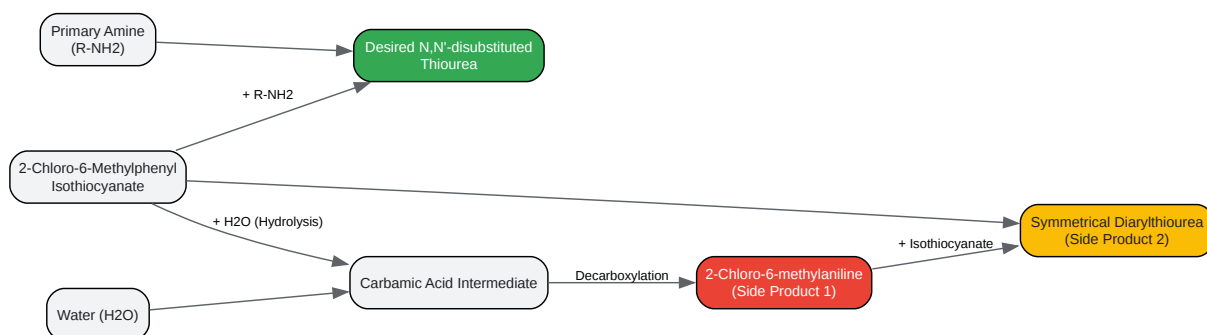 Primary Amine
(R-NH2)
Desired N,N'-disubstituted
Thiourea
+ R-NH2
2-Chloro-6-Methylphenyl
Isothiocyanate
+ H2O (Hydrolysis)
Symmetrical Diarylthiourea
(Side Product 2)
+ Isothiocyanate
Carbamic Acid Intermediate
Decarboxylation
2-Chloro-6-methylaniline
(Side Product 1)
Water (H2O)